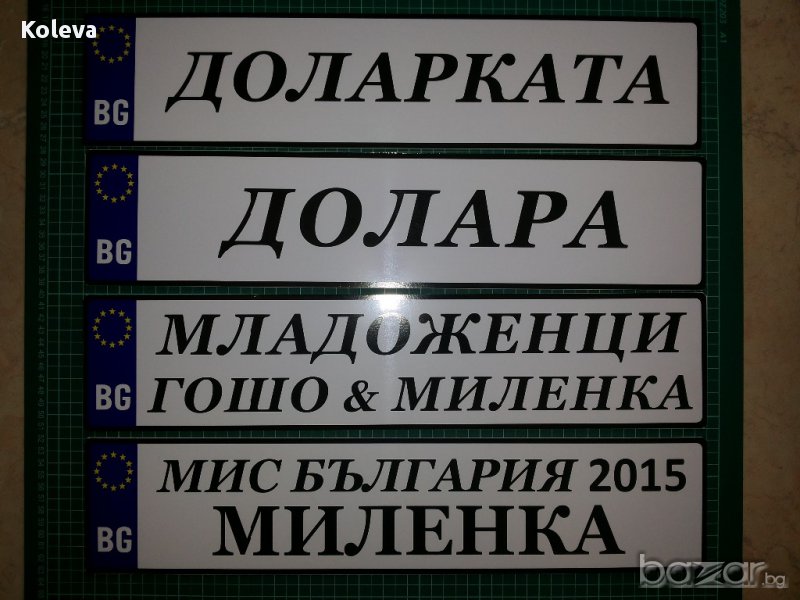 Koleva
BG ДОЛАРКАТА
BG ДОЛАРА
МЛАДОЖЕНЦИ
BG ГОШО & МИЛЕНКА
МИС БЪЛГАРИЯ 2015
BG МИЛЕНКА
bazar.bg